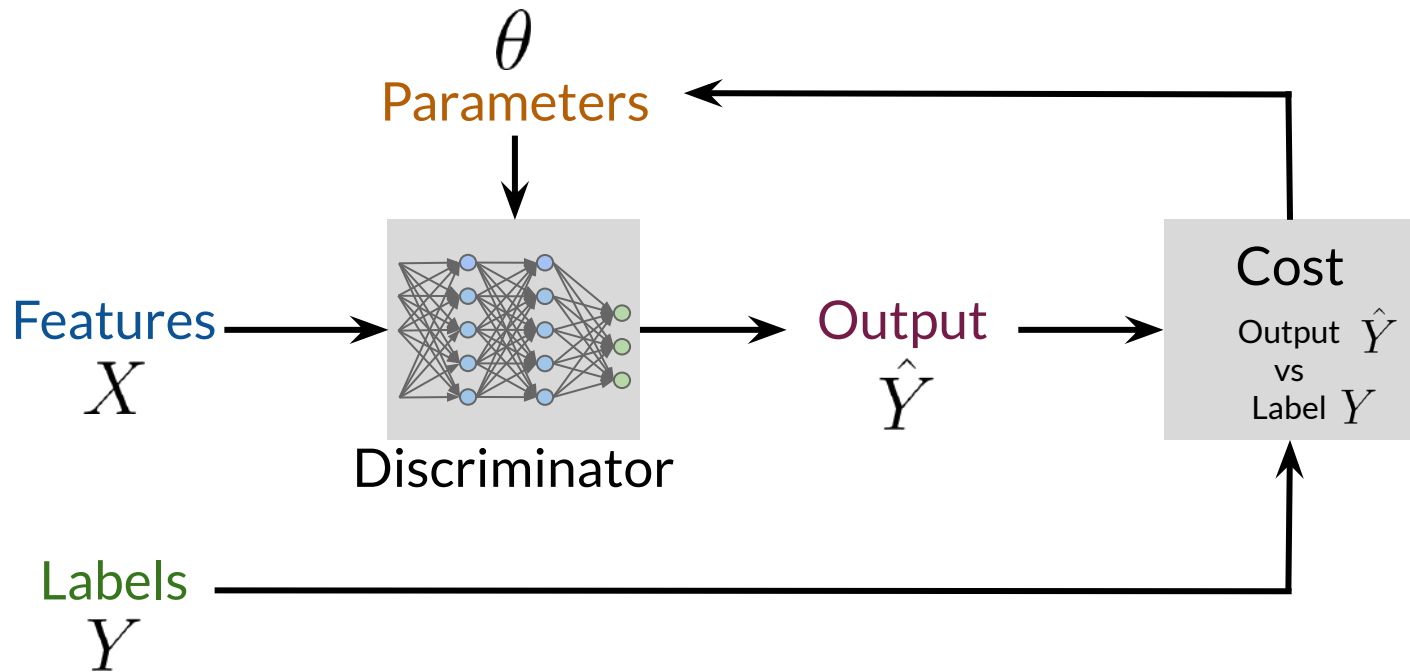 θ
Parameters
Features
X
Discriminator
Output
Ŷ
Cost
Output Ŷ
vs
Label Y
Labels
Y